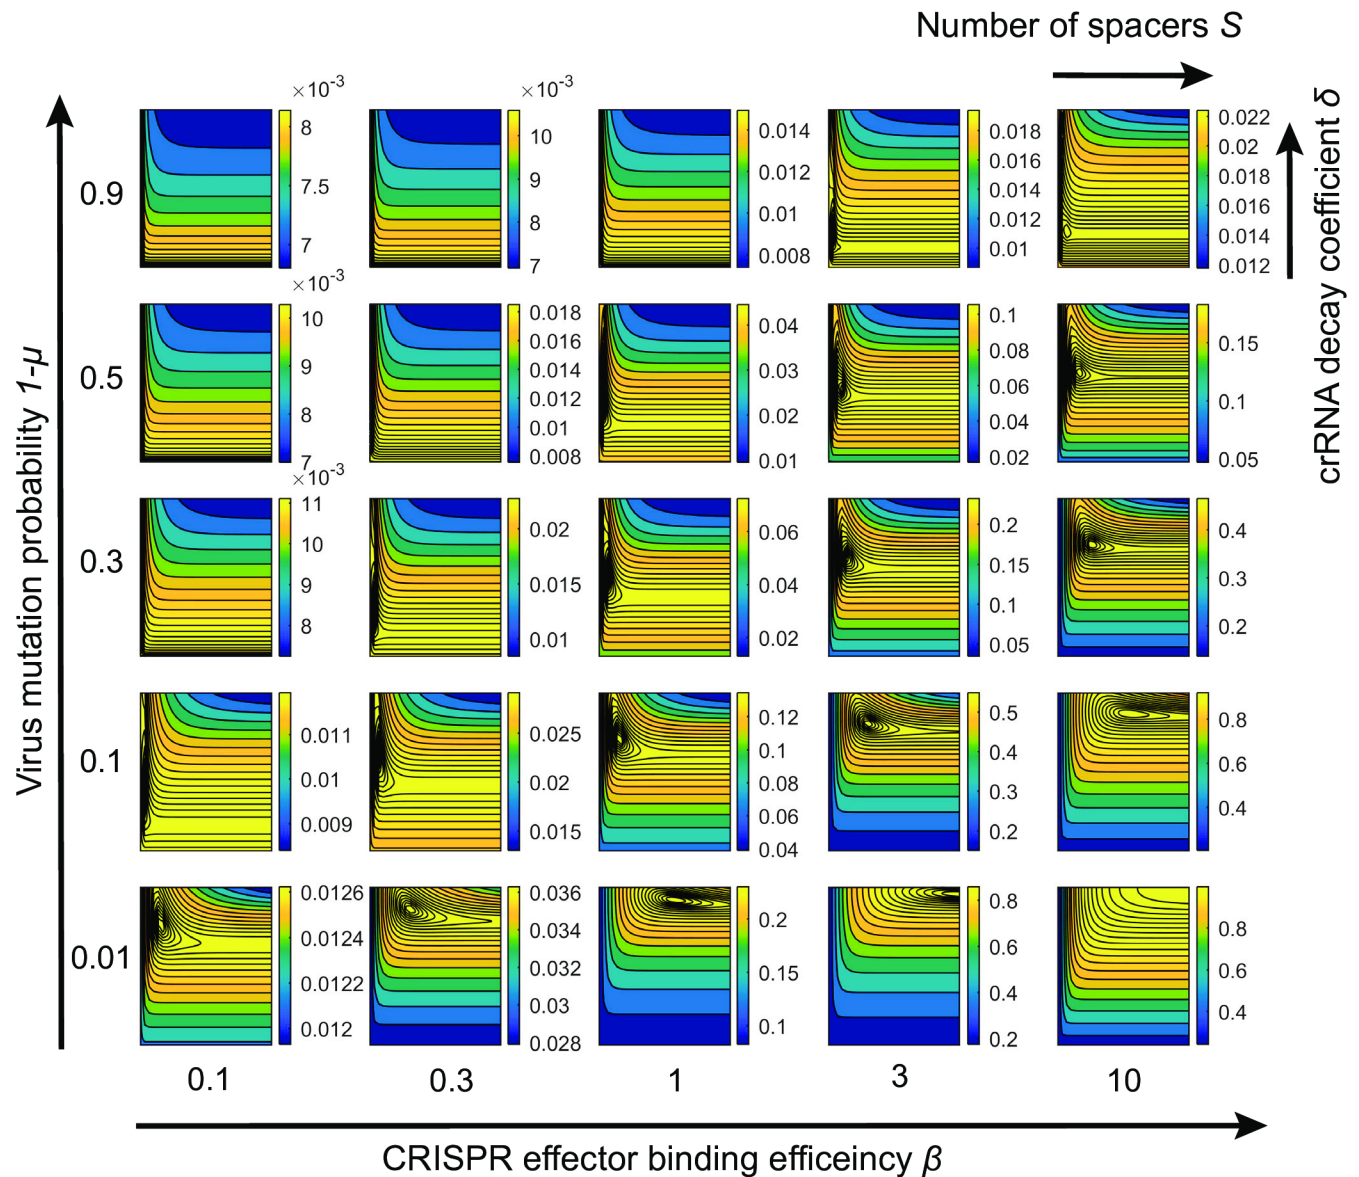 Number of spacers S
×10⁻³ ×10⁻³
8 10 0.014 0.018 0.022
0.016 0.02
0.9 7.5 9 0.012 0.014 0.018
0.01 0.012 0.016
7 8 0.008 0.01 0.014
7 0.012
×10⁻³
10 0.018 0.04 0.1 0.15
0.016
9 0.014 0.03 0.08
0.5 0.012 0.06 0.1
8 0.01 0.02 0.04
7 0.008 0.01 0.02 0.05
×10⁻³
11 0.02 0.06 0.2 0.4
10 0.15
0.3 9 0.015 0.04 0.1 0.3
8 0.01 0.02 0.05 0.2
0.011 0.025 0.12 0.5 0.8
0.1 0.1 0.4
0.01 0.02 0.08 0.3 0.6
0.06
0.009 0.015 0.04 0.2 0.4
0.0126 0.036 0.2 0.8 0.8
0.034
0.01 0.0124 0.032 0.15 0.6 0.6
0.0122 0.03 0.4 0.4
0.012 0.028 0.1 0.2
0.1 0.3 1 3 10
CRISPR effector binding efficeincy β
Virus mutation probability 1-μ
crRNA decay coefficient δ